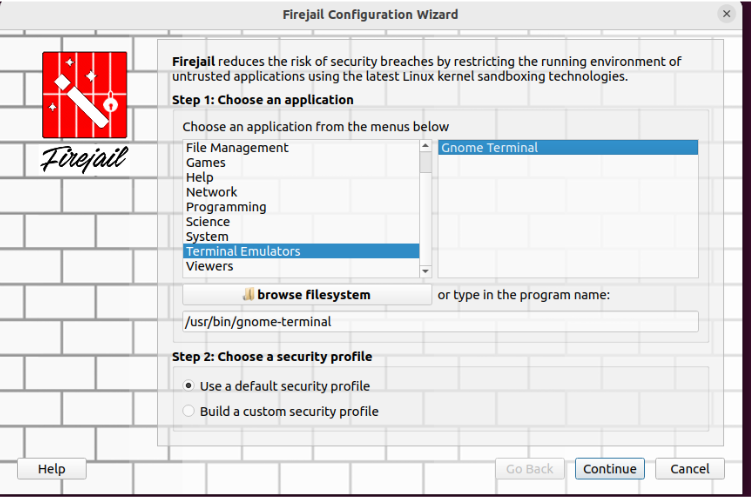 Firejail Configuration Wizard
Firejail reduces the risk of security breaches by restricting the running environment of
untrusted applications using the latest Linux kernel sandboxing technologies.
Step 1: Choose an application
Choose an application from the menus below
Firejail
File Management
Games
Help
Network
Programming
Science
System
Terminal Emulators
Viewers
Gnome Terminal
browse filesystem
or type in the program name:
/usr/bin/gnome-terminal
Step 2: Choose a security profile
Use a default security profile
Build a custom security profile
Help
Go Back
Continue
Cancel